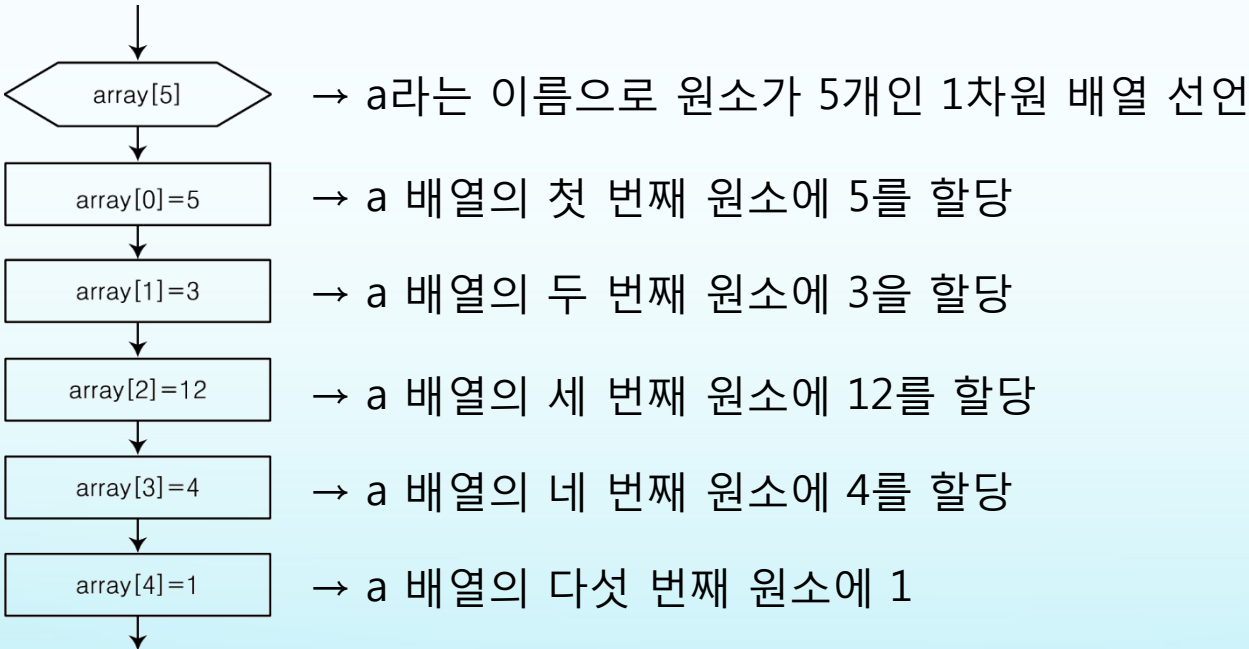 array[5] → a라는 이름으로 원소가 5개인 1차원 배열 선언
array[0]=5 → a 배열의 첫 번째 원소에 5를 할당
array[1]=3 → a 배열의 두 번째 원소에 3을 할당
array[2]=12 → a 배열의 세 번째 원소에 12를 할당
array[3]=4 → a 배열의 네 번째 원소에 4를 할당
array[4]=1 → a 배열의 다섯 번째 원소에 1